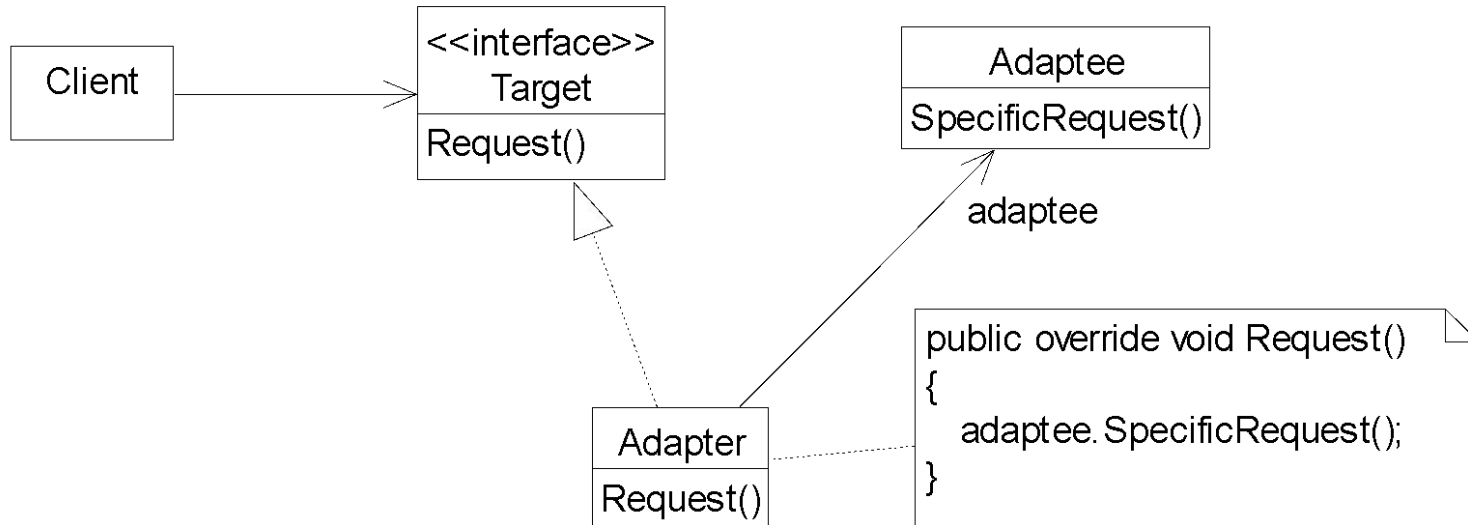 Client
<<interface>>
Target
Request()
Adaptee
SpecificRequest()
adaptee
Adapter
Request()
public override void Request()
{
adaptee.SpecificRequest();
}